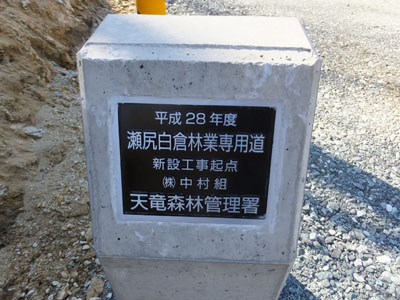 平成28年度
瀬尻白倉林業専用道
新設工事起点
㈱中村組
天竜森林管理署